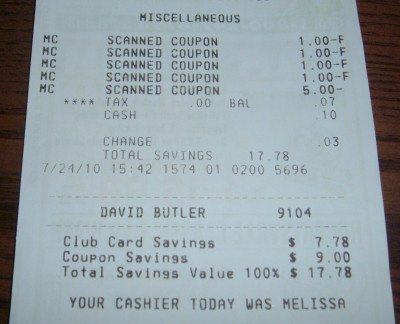 MISCELLANEOUS
MC SCANNED COUPON 1.00-F
MC SCANNED COUPON 1.00-F
MC SCANNED COUPON 1.00-F
MC SCANNED COUPON 1.00-F
MC SCANNED COUPON 5.00-
**** TAX .00 BAL .07
CASH .10
CHANGE .03
TOTAL SAVINGS 17.78
7/24/10 15:42 1574 01 0200 5696
DAVID BUTLER 9104
Club Card Savings $ 7.78
Coupon Savings $ 9.00
Total Savings Value 100% $ 17.78
YOUR CASHIER TODAY WAS MELISSA